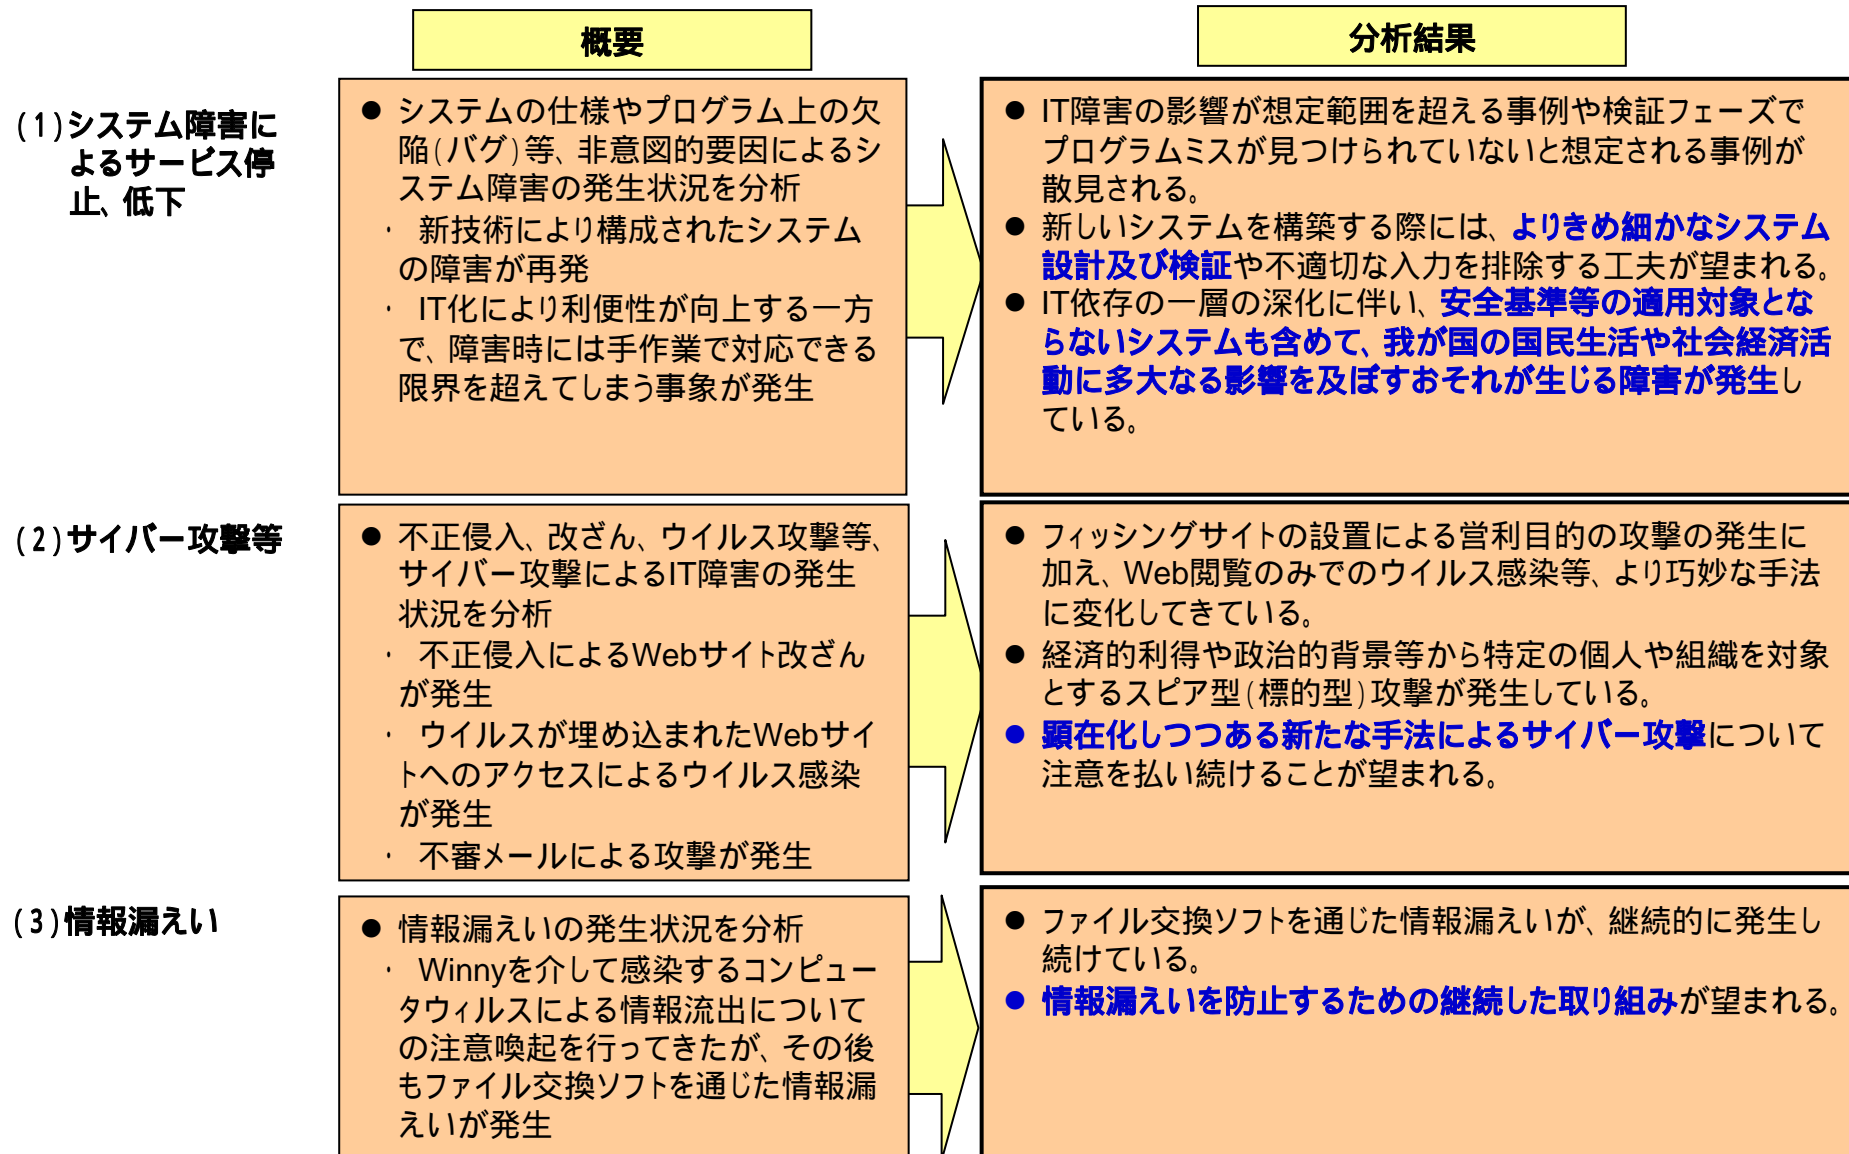 概要
分析結果
(1)システム障害に
よるサービス停
止、低下
● システムの仕様やプログラム上の欠
陥(バグ)等、非意図的要因によるシ
ステム障害の発生状況を分析
・ 新技術により構成されたシステム
の障害が再発
・ IT化により利便性が向上する一方
で、障害時には手作業で対応できる
限界を超えてしまう事象が発生
● IT障害の影響が想定範囲を超える事例や検証フェーズで
プログラムミスが見つけられていないと想定される事例が
散見される。
● 新しいシステムを構築する際には、よりきめ細かなシステム
設計及び検証や不適切な入力を排除する工夫が望まれる。
● IT依存の一層の深化に伴い、安全基準等の適用対象とな
らないシステムも含めて、我が国の国民生活や社会経済活
動に多大なる影響を及ぼすおそれが生じる障害が発生し
ている。
(2)サイバー攻撃等
● 不正侵入、改ざん、ウイルス攻撃等、
サイバー攻撃によるIT障害の発生
状況を分析
・ 不正侵入によるWebサイト改ざん
が発生
・ ウイルスが埋め込まれたWebサイ
トへのアクセスによるウイルス感染
が発生
・ 不審メールによる攻撃が発生
● フィッシングサイトの設置による営利目的の攻撃の発生に
加え、Web閲覧のみでのウイルス感染等、より巧妙な手法
に変化してきている。
● 経済的利得や政治的背景等から特定の個人や組織を対象
とするスピア型(標的型)攻撃が発生している。
● 顕在化しつつある新たな手法によるサイバー攻撃について
注意を払い続けることが望まれる。
(3)情報漏えい
● 情報漏えいの発生状況を分析
・ Winnyを介して感染するコンピュー
タウィルスによる情報流出について
の注意喚起を行ってきたが、その後
もファイル交換ソフトを通じた情報漏
えいが発生
● ファイル交換ソフトを通じた情報漏えいが、継続的に発生し
続けている。
● 情報漏えいを防止するための継続した取り組みが望まれる。